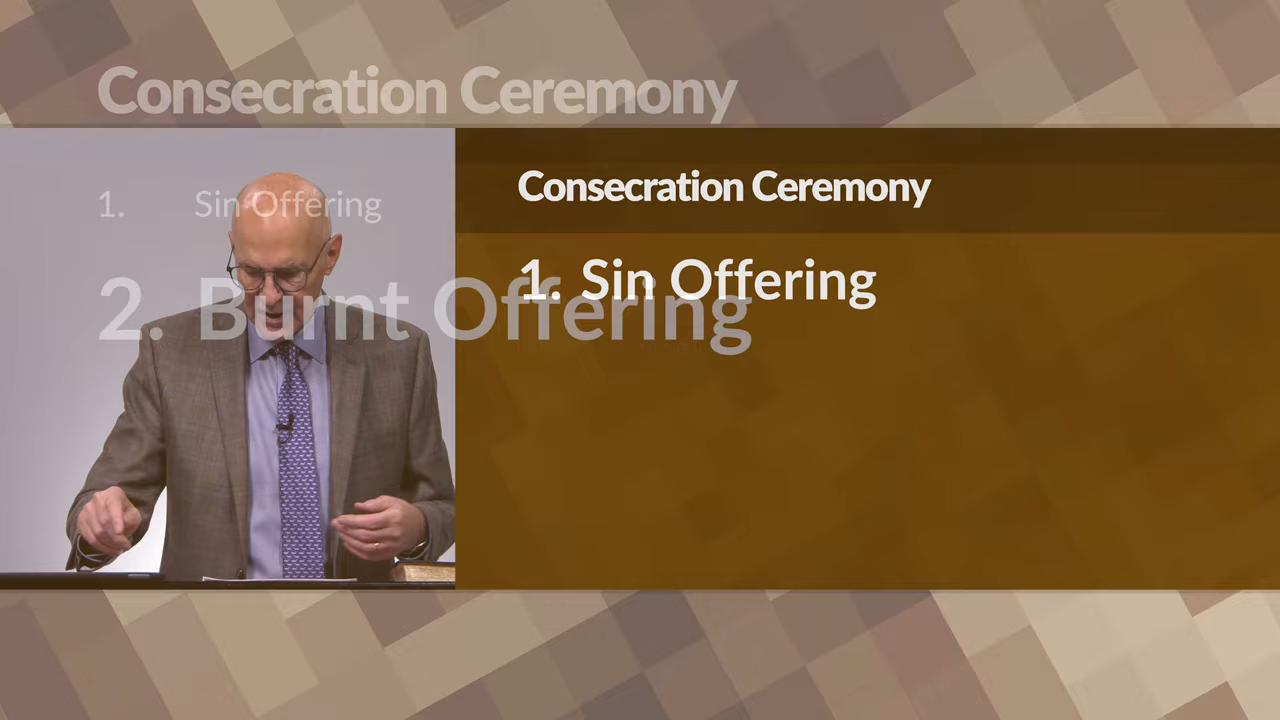 Consecration Ceremony
1. Sin Offering
2. Burnt Offering
Consecration Ceremony
1. Sin Offering